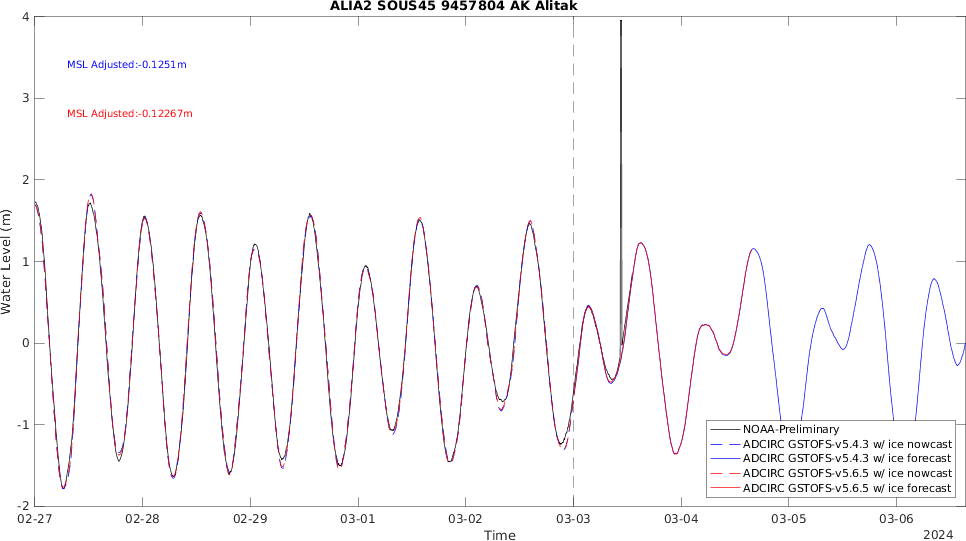 ALIA2 SOUS45 9457804 AK Alitak
MSL Adjusted:-0.1251m
MSL Adjusted:-0.12267m
Water Level (m)
4
3
2
1
0
-1
-2
NOAA-Preliminary
ADCIRC GSTOFS-v5.4.3 w/ ice nowcast
ADCIRC GSTOFS-v5.4.3 w/ ice forecast
ADCIRC GSTOFS-v5.6.5 w/ ice nowcast
ADCIRC GSTOFS-v5.6.5 w/ ice forecast
02-27 02-28 02-29 03-01 03-02 03-03 03-04 03-05 03-06
Time
2024